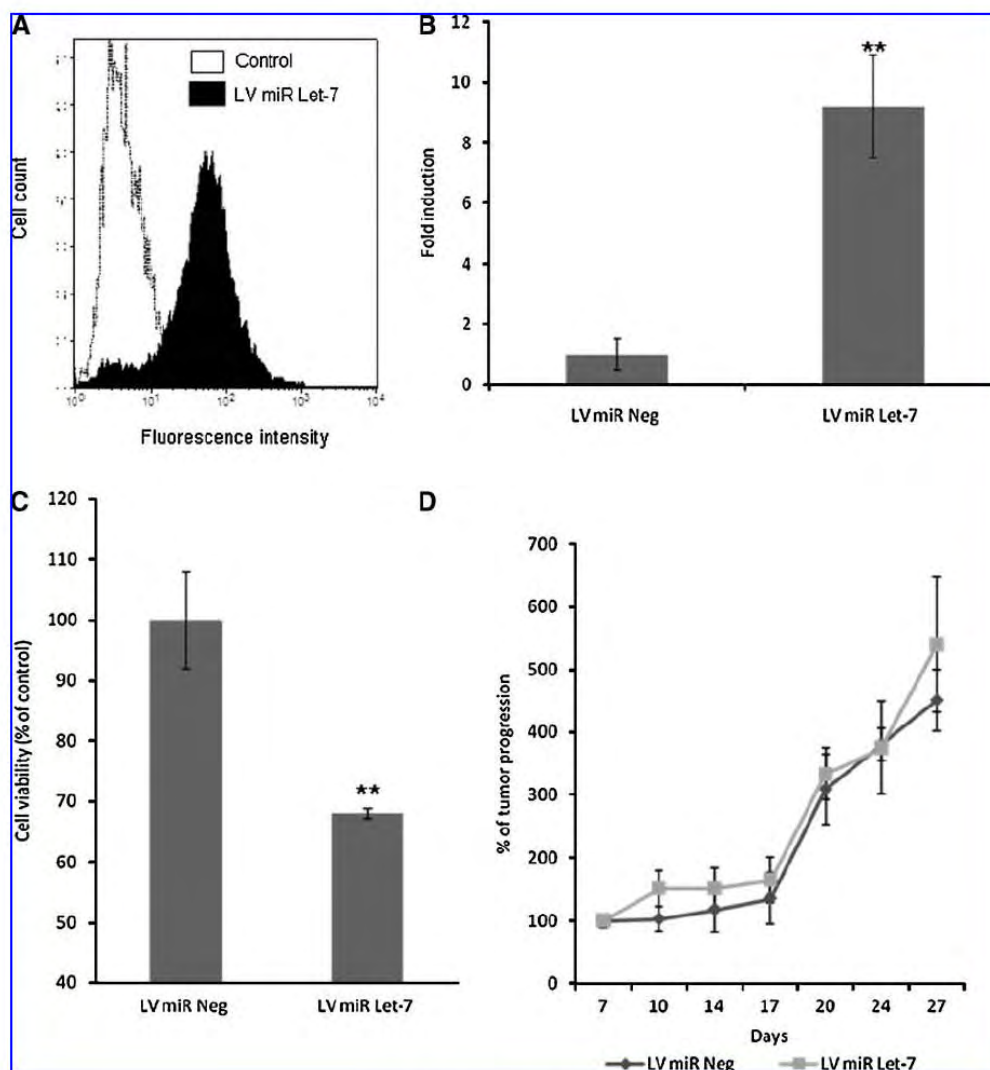 A
Control
LV miR Let-7
Cell count
10⁰ 10¹ 10² 10³ 10⁴
Fluorescence intensity
B
12
10
8
6
4
2
0
Fold induction
**
LV miR Neg LV miR Let-7
C
120
110
100
90
80
70
60
50
40
Cell viability (% of control)
**
LV miR Neg LV miR Let-7
D
700
600
500
400
300
200
100
0
% of tumor progression
7 10 14 17 20 24 27
Days
LV miR Neg LV miR Let-7